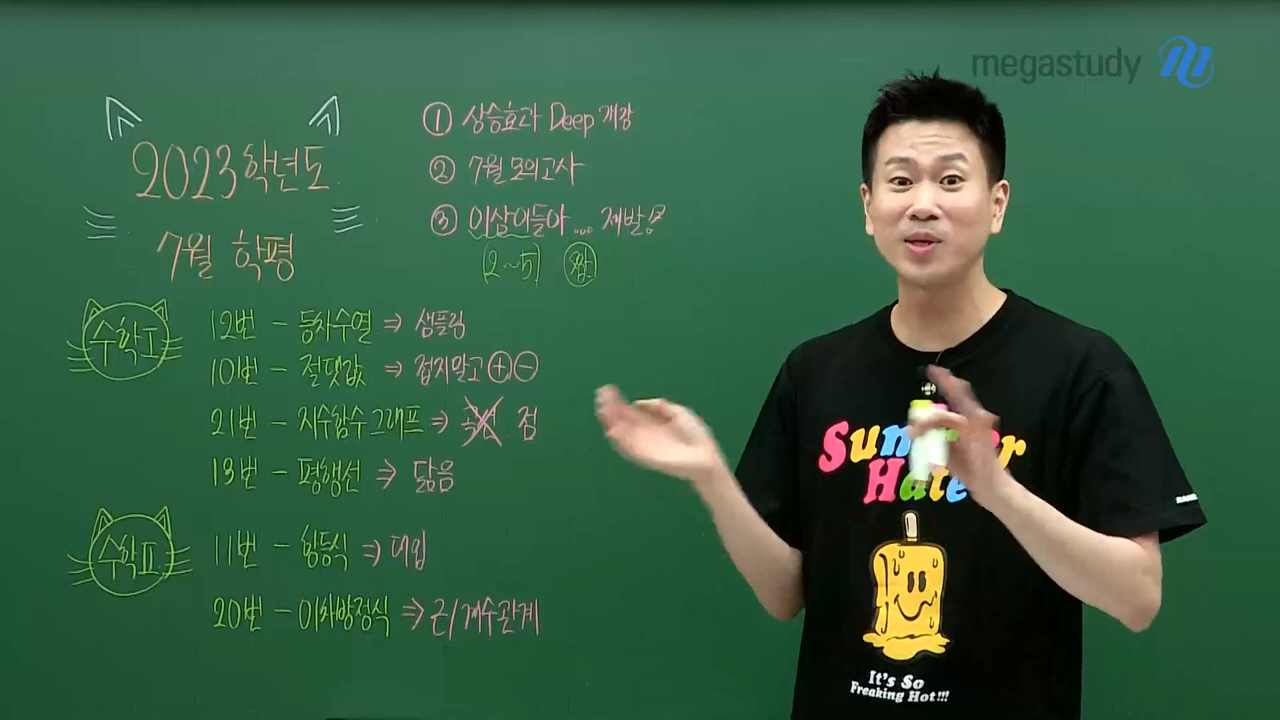 megastudy
2023학년도
7월 학평
① 상승효과 Deep 개강
② 7월 모의고사
③ 이삼이들아 ... 제발
(2~5)
수학I
12번 - 등차수열 ⇒ 샘플링
10번 - 절댓값 ⇒ 접지말고 ⊕⊖
21번 - 지수함수 그래프 ⇒ 점
13번 - 평행선 ⇒ 닮음
수학II
11번 - 항등식 ⇒ 대입
20번 - 이차방정식 ⇒ 근/계수관계
Summer
Hate
It's So
Freaking Hot!!!